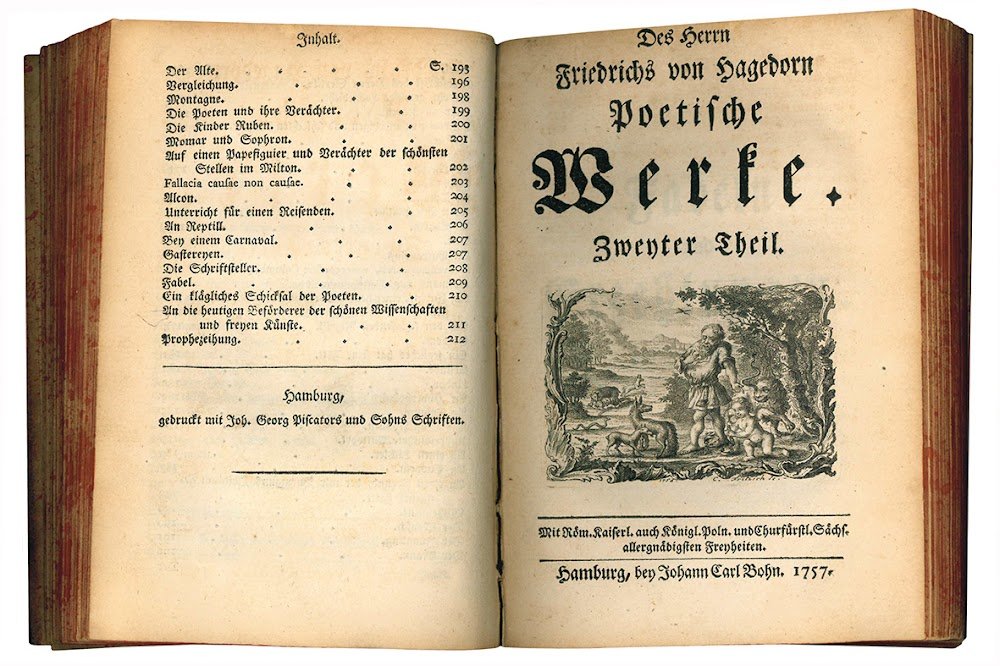 Inhalt.
Der Alte. S. 193
Vergleichung. 196
Montagne. 198
Die Poeten und ihre Verächter. 199
Die Kinder Ruben. 200
Momar und Sophron. 201
Auf einen Papefiguier und Verächter der schönsten
Stellen im Milton. 202
Fallacia causae non causae. 203
Alcon. 204
Unterricht für einen Reisenden. 205
An Reptill. 206
Bey einem Carnaval. 207
Gastereyen. 207
Die Schriftsteller. 208
Fabel. 209
Ein klägliches Schicksal der Poeten. 210
An die heutigen Beförderer der schönen Wissenschaften
und freyen Künste. 211
Prophezeihung. 212
Hamburg,
gedruckt mit Joh. Georg Piscators und Sohns Schriften.
Des Herrn
Friedrichs von Hagedorn
Poetische
Werke.
Zweyter Theil.
Mit Röm. Kaiserl. auch Königl. Poln. und Churfürstl. Sächs.
allergnädigsten Freyheiten.
Hamburg, bey Johann Carl Bohn. 1757.